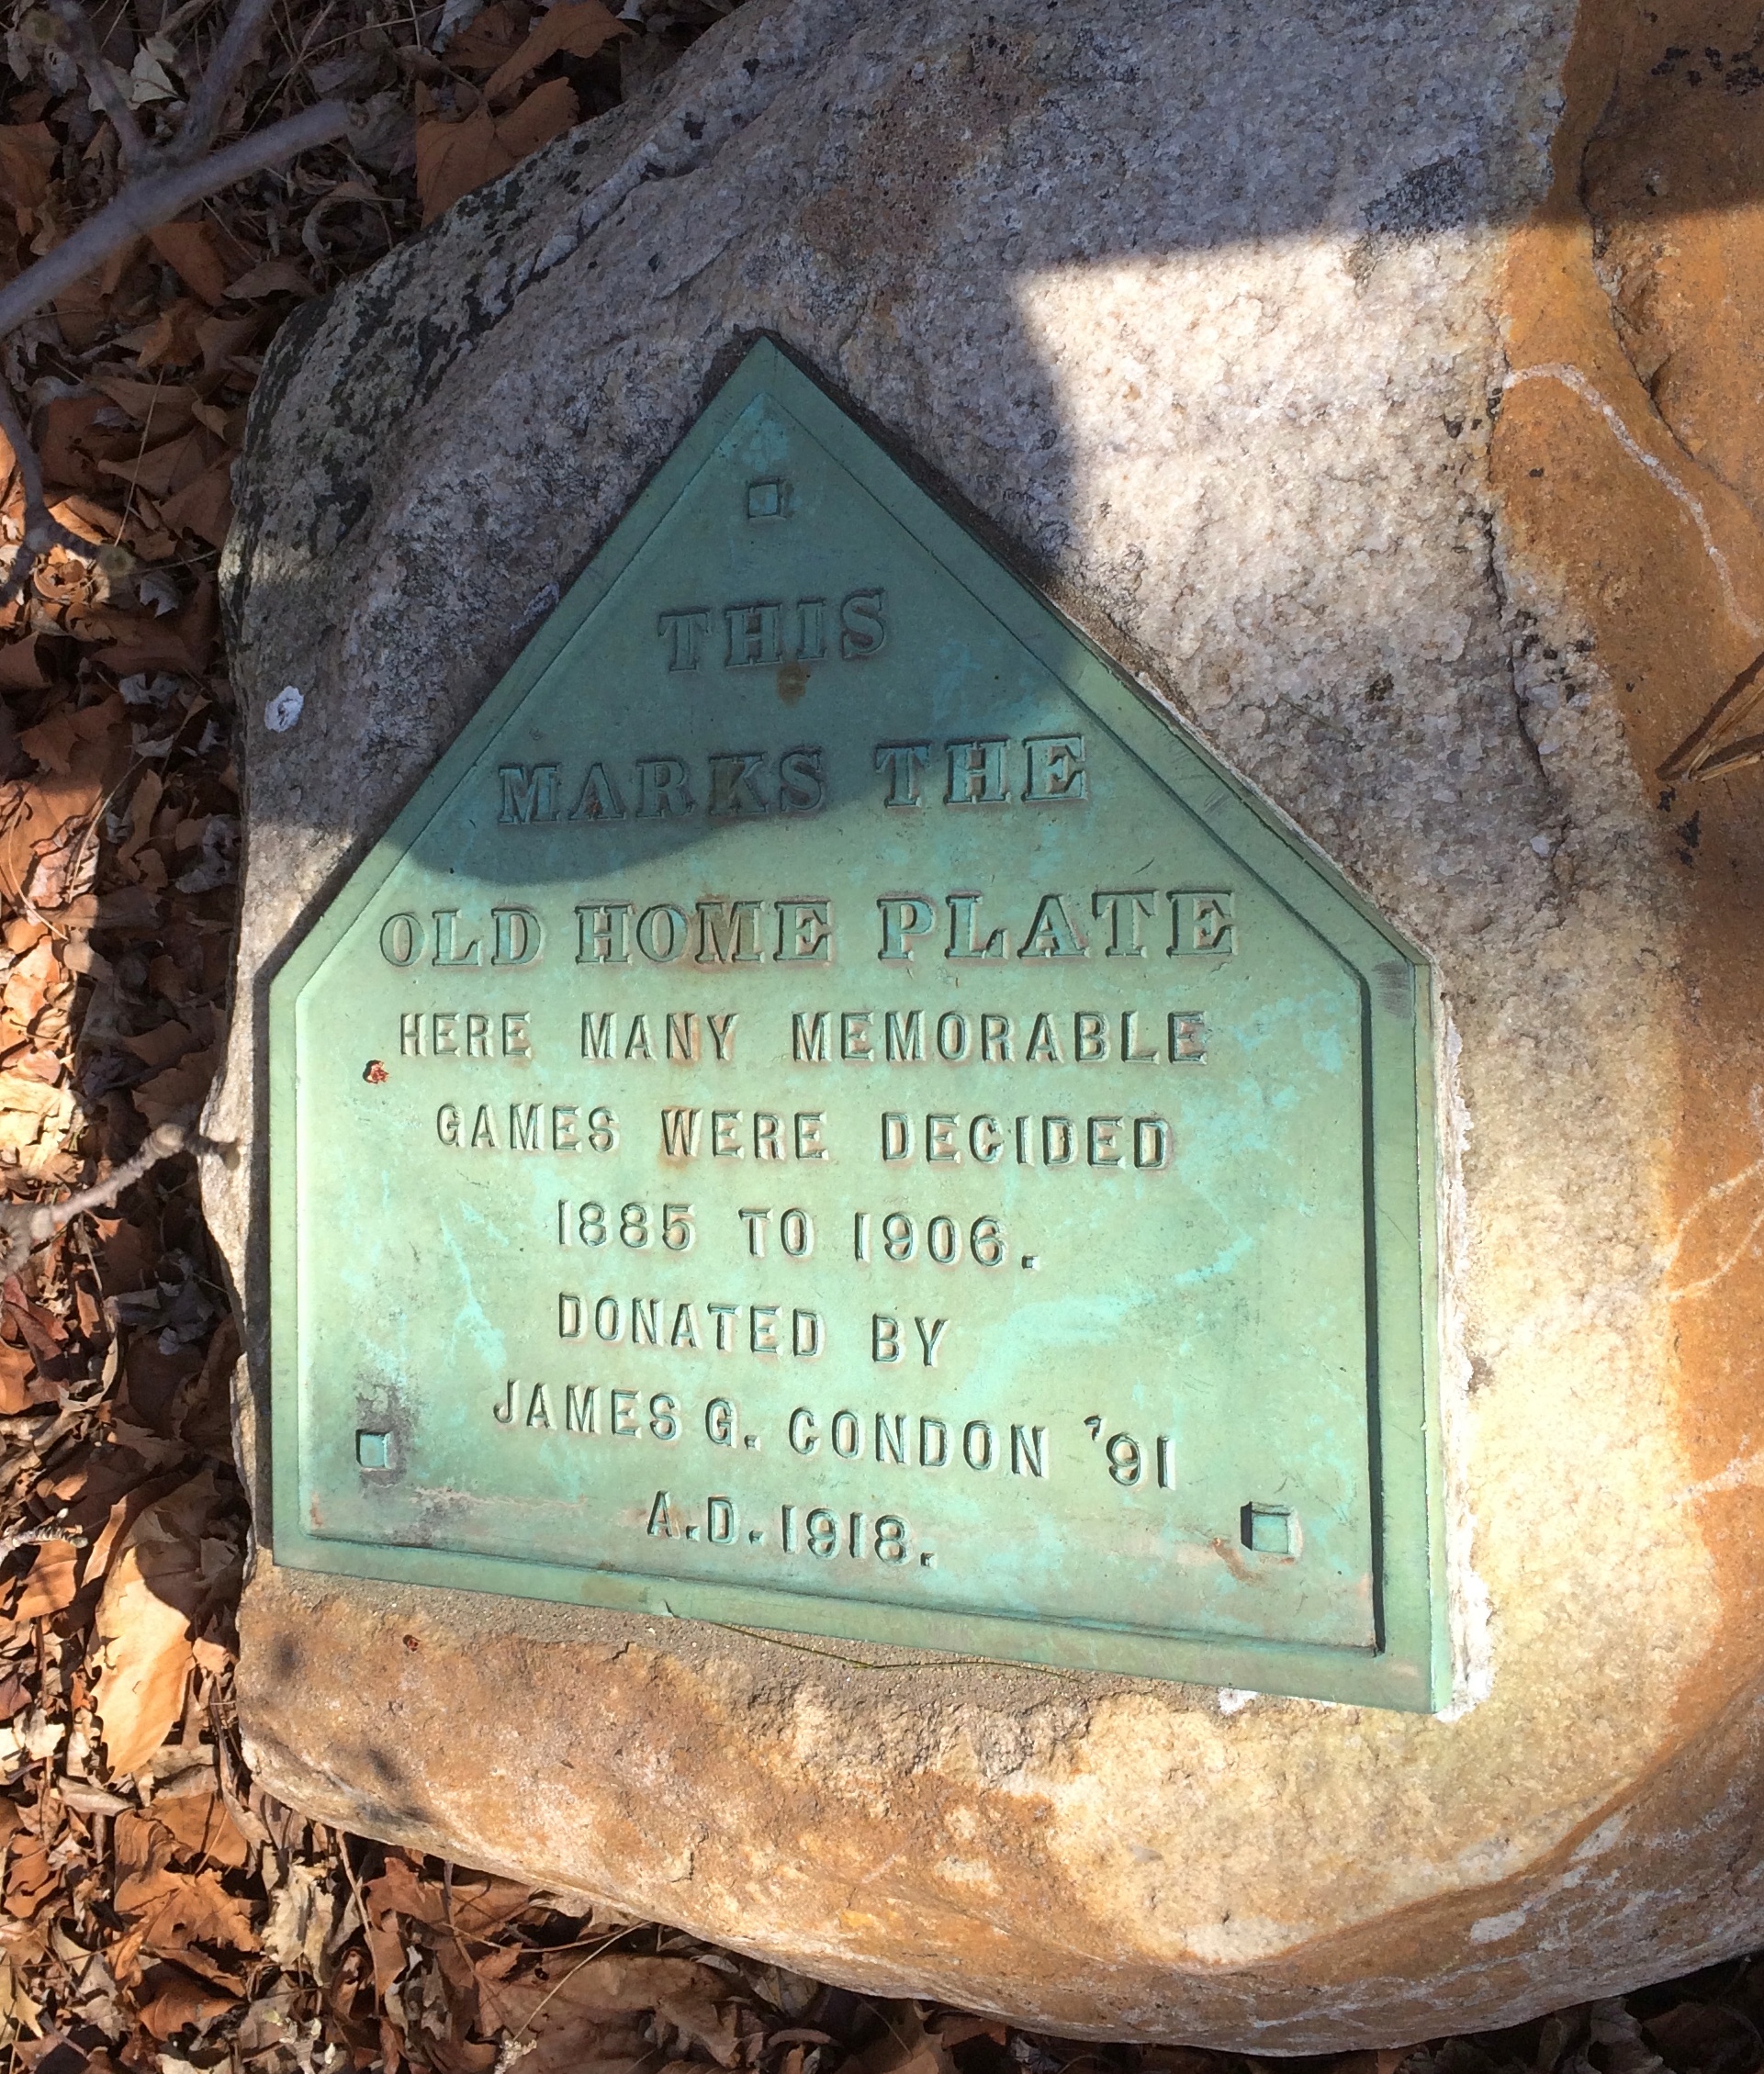 THIS
MARKS THE
OLD HOME PLATE
HERE MANY MEMORABLE
GAMES WERE DECIDED
1885 TO 1906.
DONATED BY
JAMES G. CONDON '91
A.D. 1918.